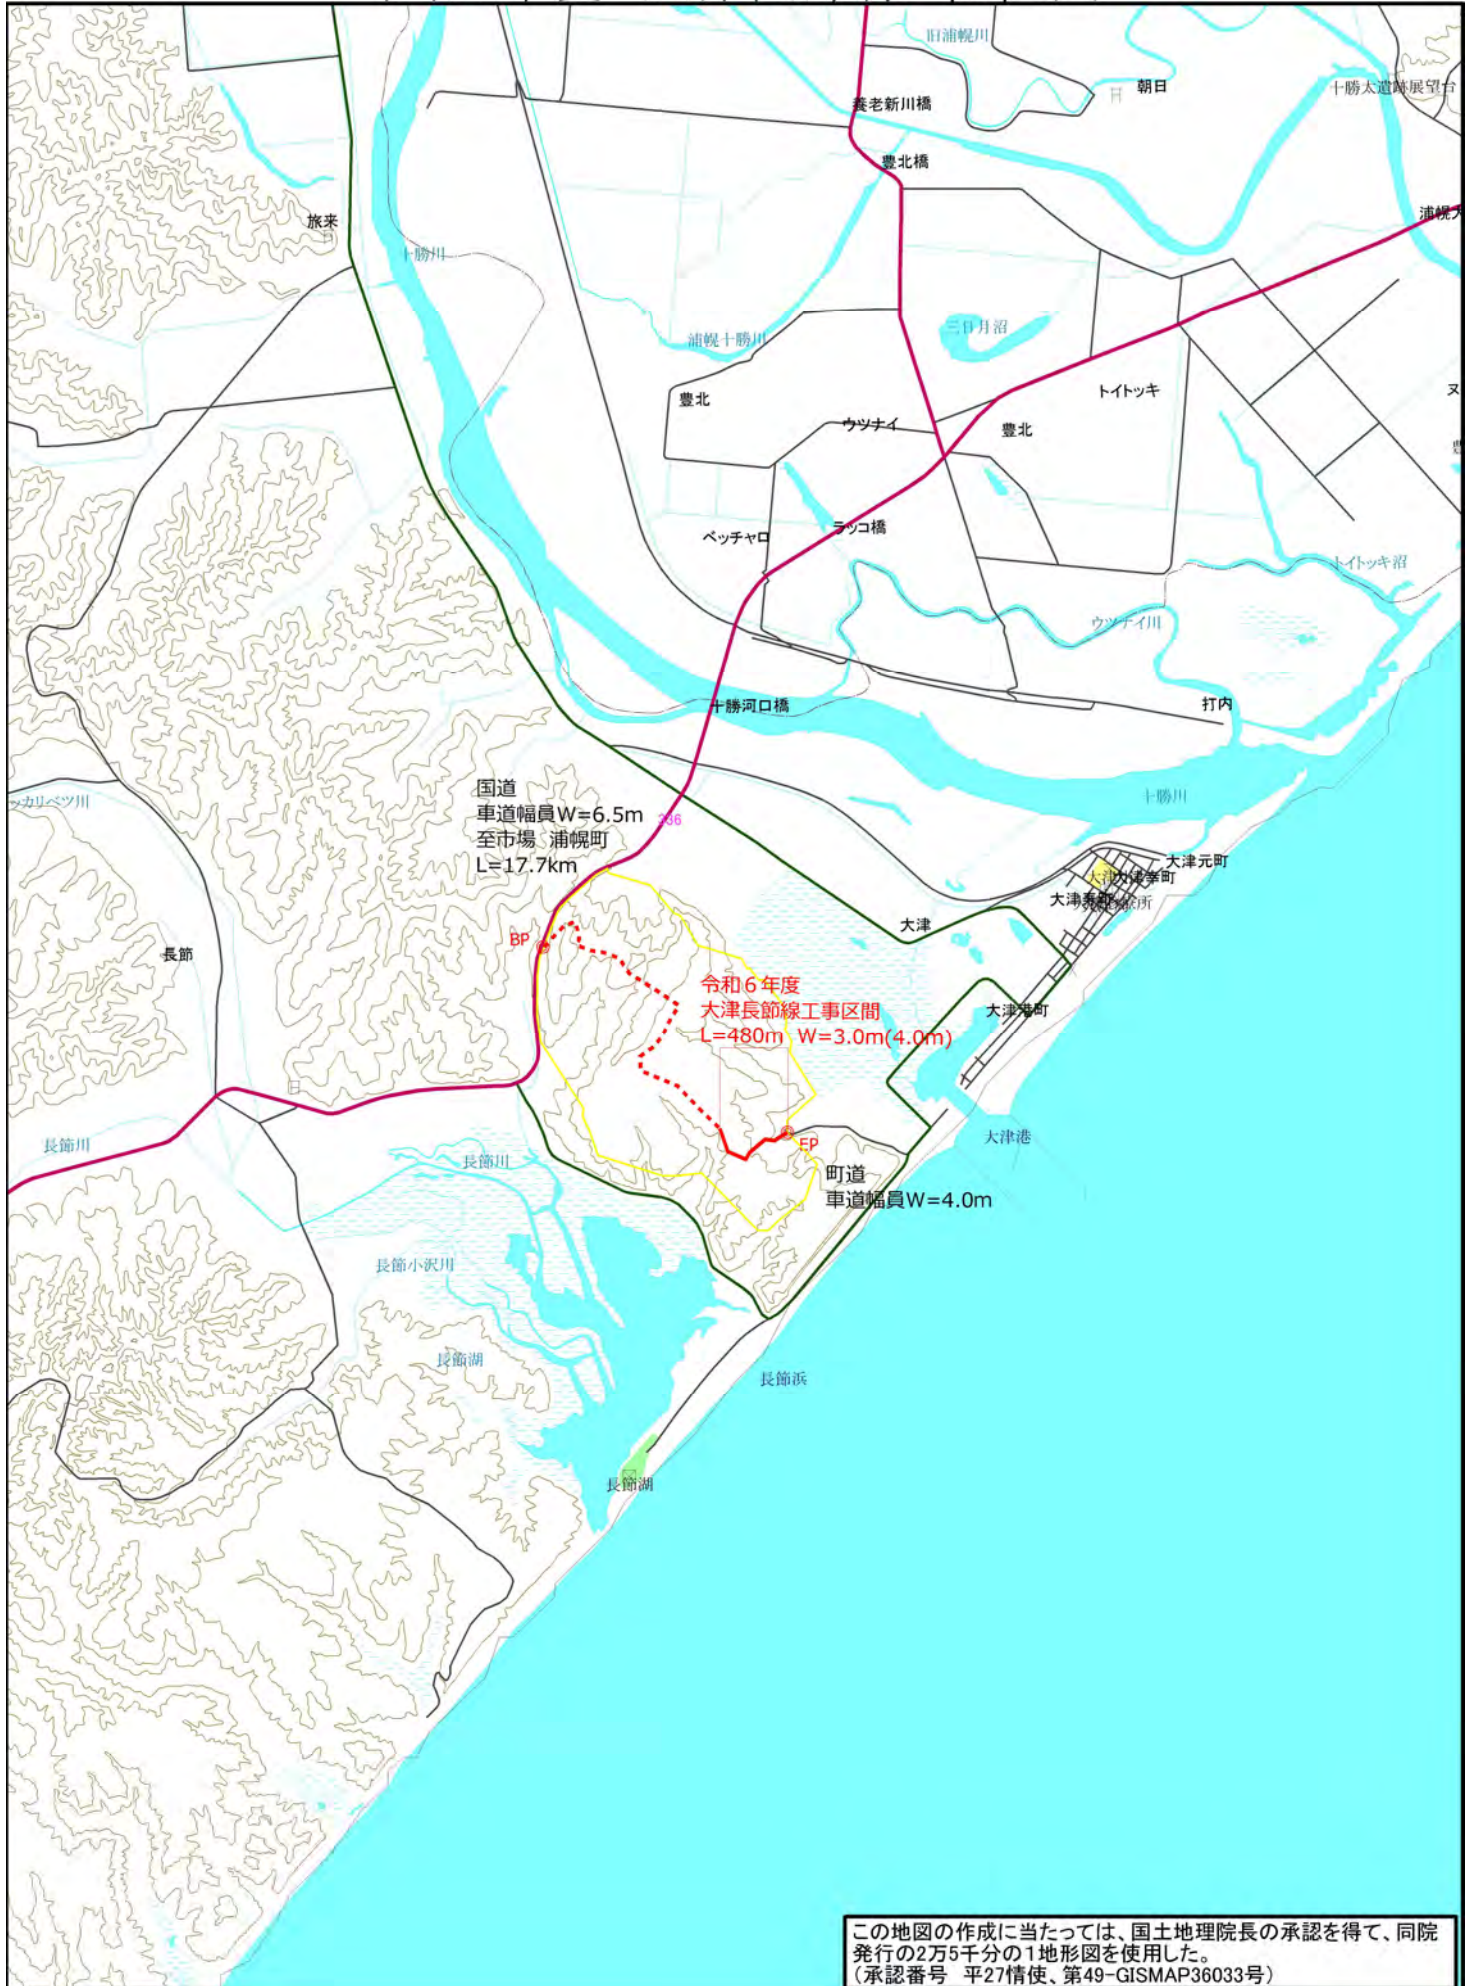 旧浦幌川
朝日
十勝太遺跡展望台
養老新川橋
豊北橋
旅来
十勝川
三日月沼
浦幌十勝川
豊北
トイトッキ
ウツナイ
豊北
ラッコ橋
ベッチャロ
トイトッキ沼
ウツナイ川
打内
十勝河口橋
国道
車道幅員W=6.5m
至市場 浦幌町
L=17.7km
336
十勝川
大津元町
大津幸町
大津寿町
大津
BP
長節
令和6年度
大津長節線工事区間
L=480m W=3.0m(4.0m)
大津港町
大津港
EP
町道
車道幅員W=4.0m
長節川
長節川
長節小沢川
長節湖
長節浜
長節湖
この地図の作成に当たっては、国土地理院長の承認を得て、同院
発行の2万5千分の1地形図を使用した。
(承認番号 平27情使、第49-GISMAP36033号)